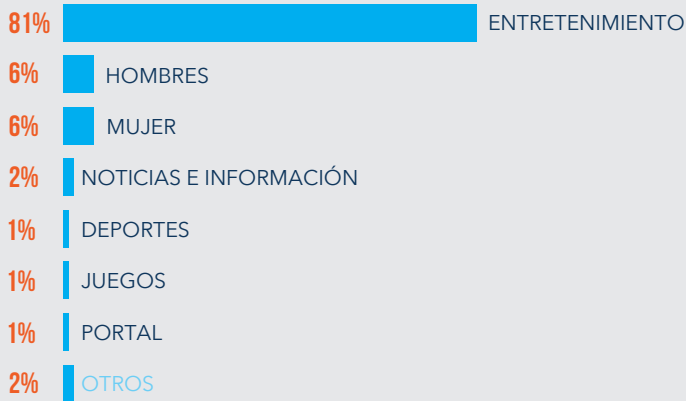 81% ENTRETENIMIENTO
6% HOMBRES
6% MUJER
2% NOTICIAS E INFORMACIÓN
1% DEPORTES
1% JUEGOS
1% PORTAL
2% OTROS